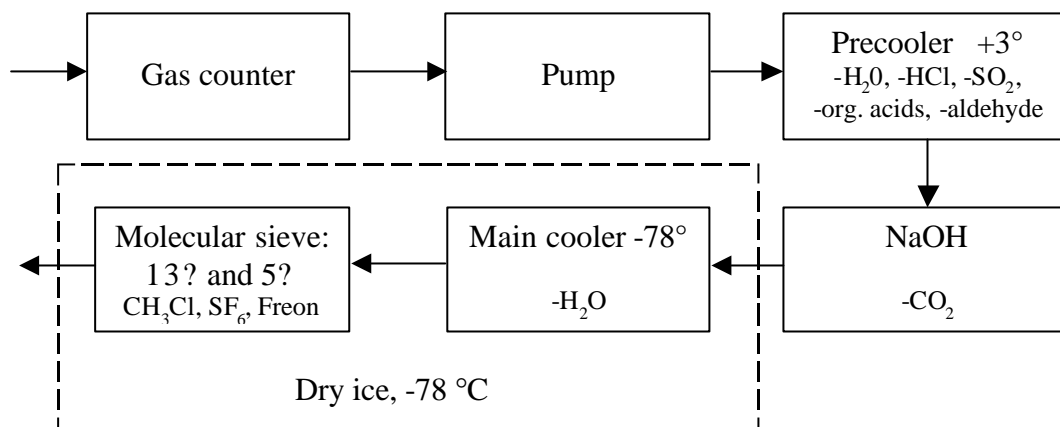 Gas counter
Pump
Precooler +3°
-H₂0, -HCl, -SO₂,
-org. acids, -aldehyde
NaOH
-CO₂
Main cooler -78°
-H₂O
Molecular sieve:
13? and 5?
CH₃Cl, SF₆, Freon
Dry ice, -78 °C